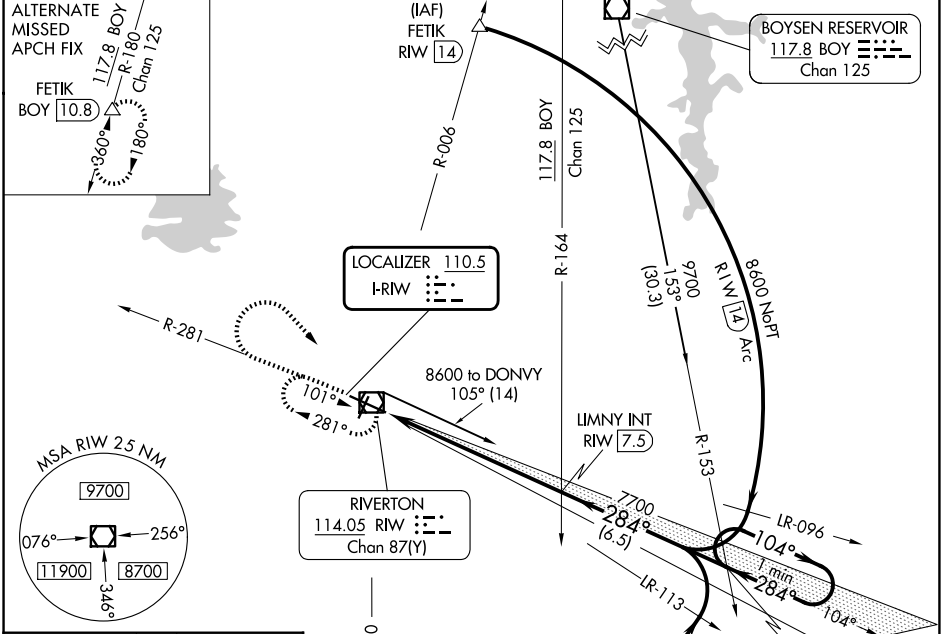 ALTERNATE
MISSED
APCH FIX
117.8 BOY
R-180
Chan 125
FETIK
BOY 10.8
360°
180°
(IAF)
FETIK
RIW 14
R-006
117.8 BOY
Chan 125
R-164
BOYSEN RESERVOIR
117.8 BOY
Chan 125
9700
153°
(30.3)
R-153
8600 NoPT
RIW 14 Arc
LOCALIZER 110.5
I-RIW
R-281
101°
281°
8600 to DONVY
105° (14)
LIMNY INT
RIW 7.5
RIVERTON
114.05 RIW
Chan 87(Y)
7700
284°
(6.5)
LR-096
104°
1 min
284°
104°
LR-113
MSA RIW 25 NM
9700
076°
256°
11900
8700
346°
0